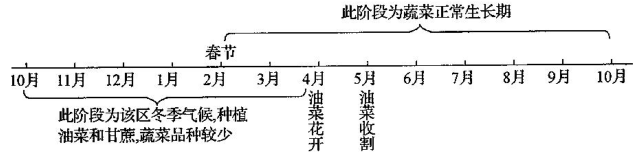 此阶段为蔬菜正常生长期
春节
10月 11月 12月 1月 2月 3月 4月 5月 6月 7月 8月 9月 10月
此阶段为该区冬季气候,种植
油菜和甘蔗,蔬菜品种较少
油菜花开
油菜收割